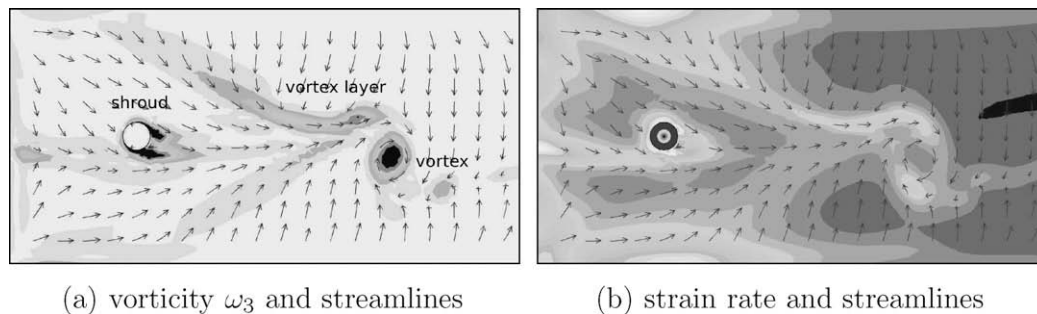 shroud
vortex layer
vortex
(a) vorticity ω₃ and streamlines
(b) strain rate and streamlines